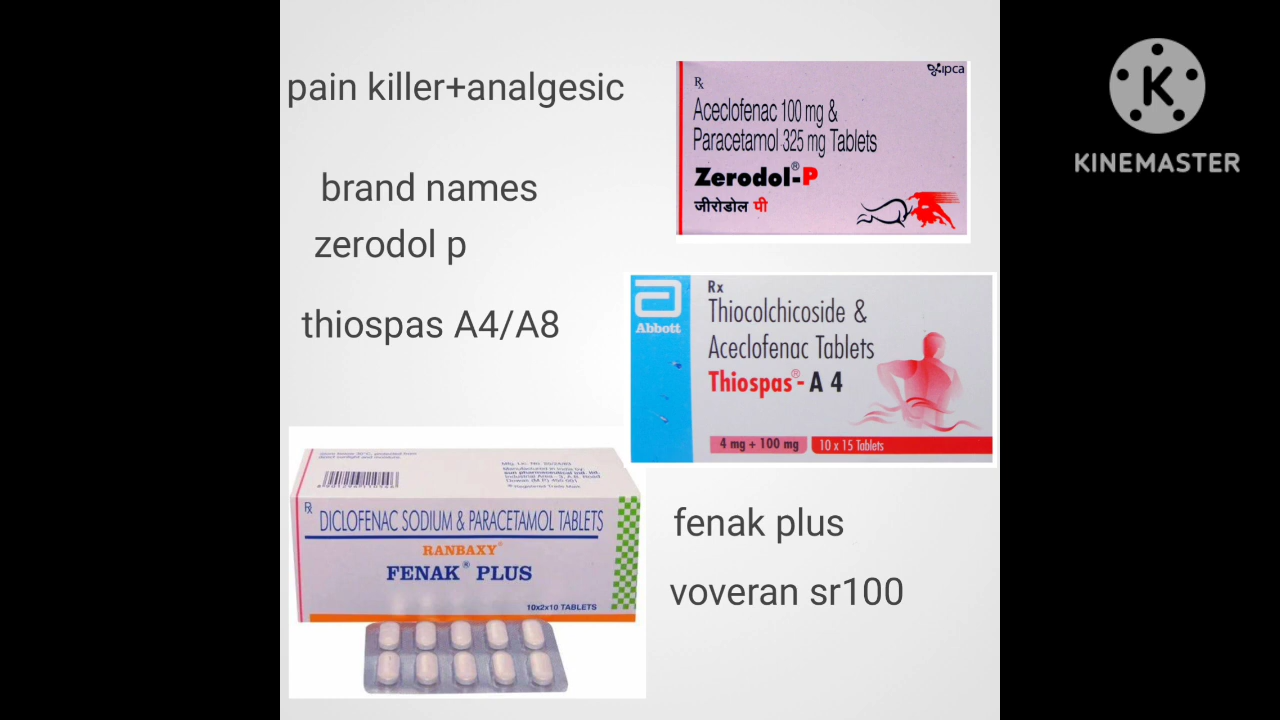 pain killer+analgesic
brand names
zerodol p
thiospas A4/A8
ipca
Rx
Aceclofenac 100 mg &
Paracetamol 325 mg Tablets
Zerodol®-P
जीरोडोल पी
KINEMASTER
Abbott
Rx
Thiocolchicoside &
Aceclofenac Tablets
Thiospas®- A 4
4 mg + 100 mg
10 x 15 Tablets
Rx
DICLOFENAC SODIUM & PARACETAMOL TABLETS
RANBAXY®
FENAK® PLUS
10x2x10 TABLETS
fenak plus
voveran sr100